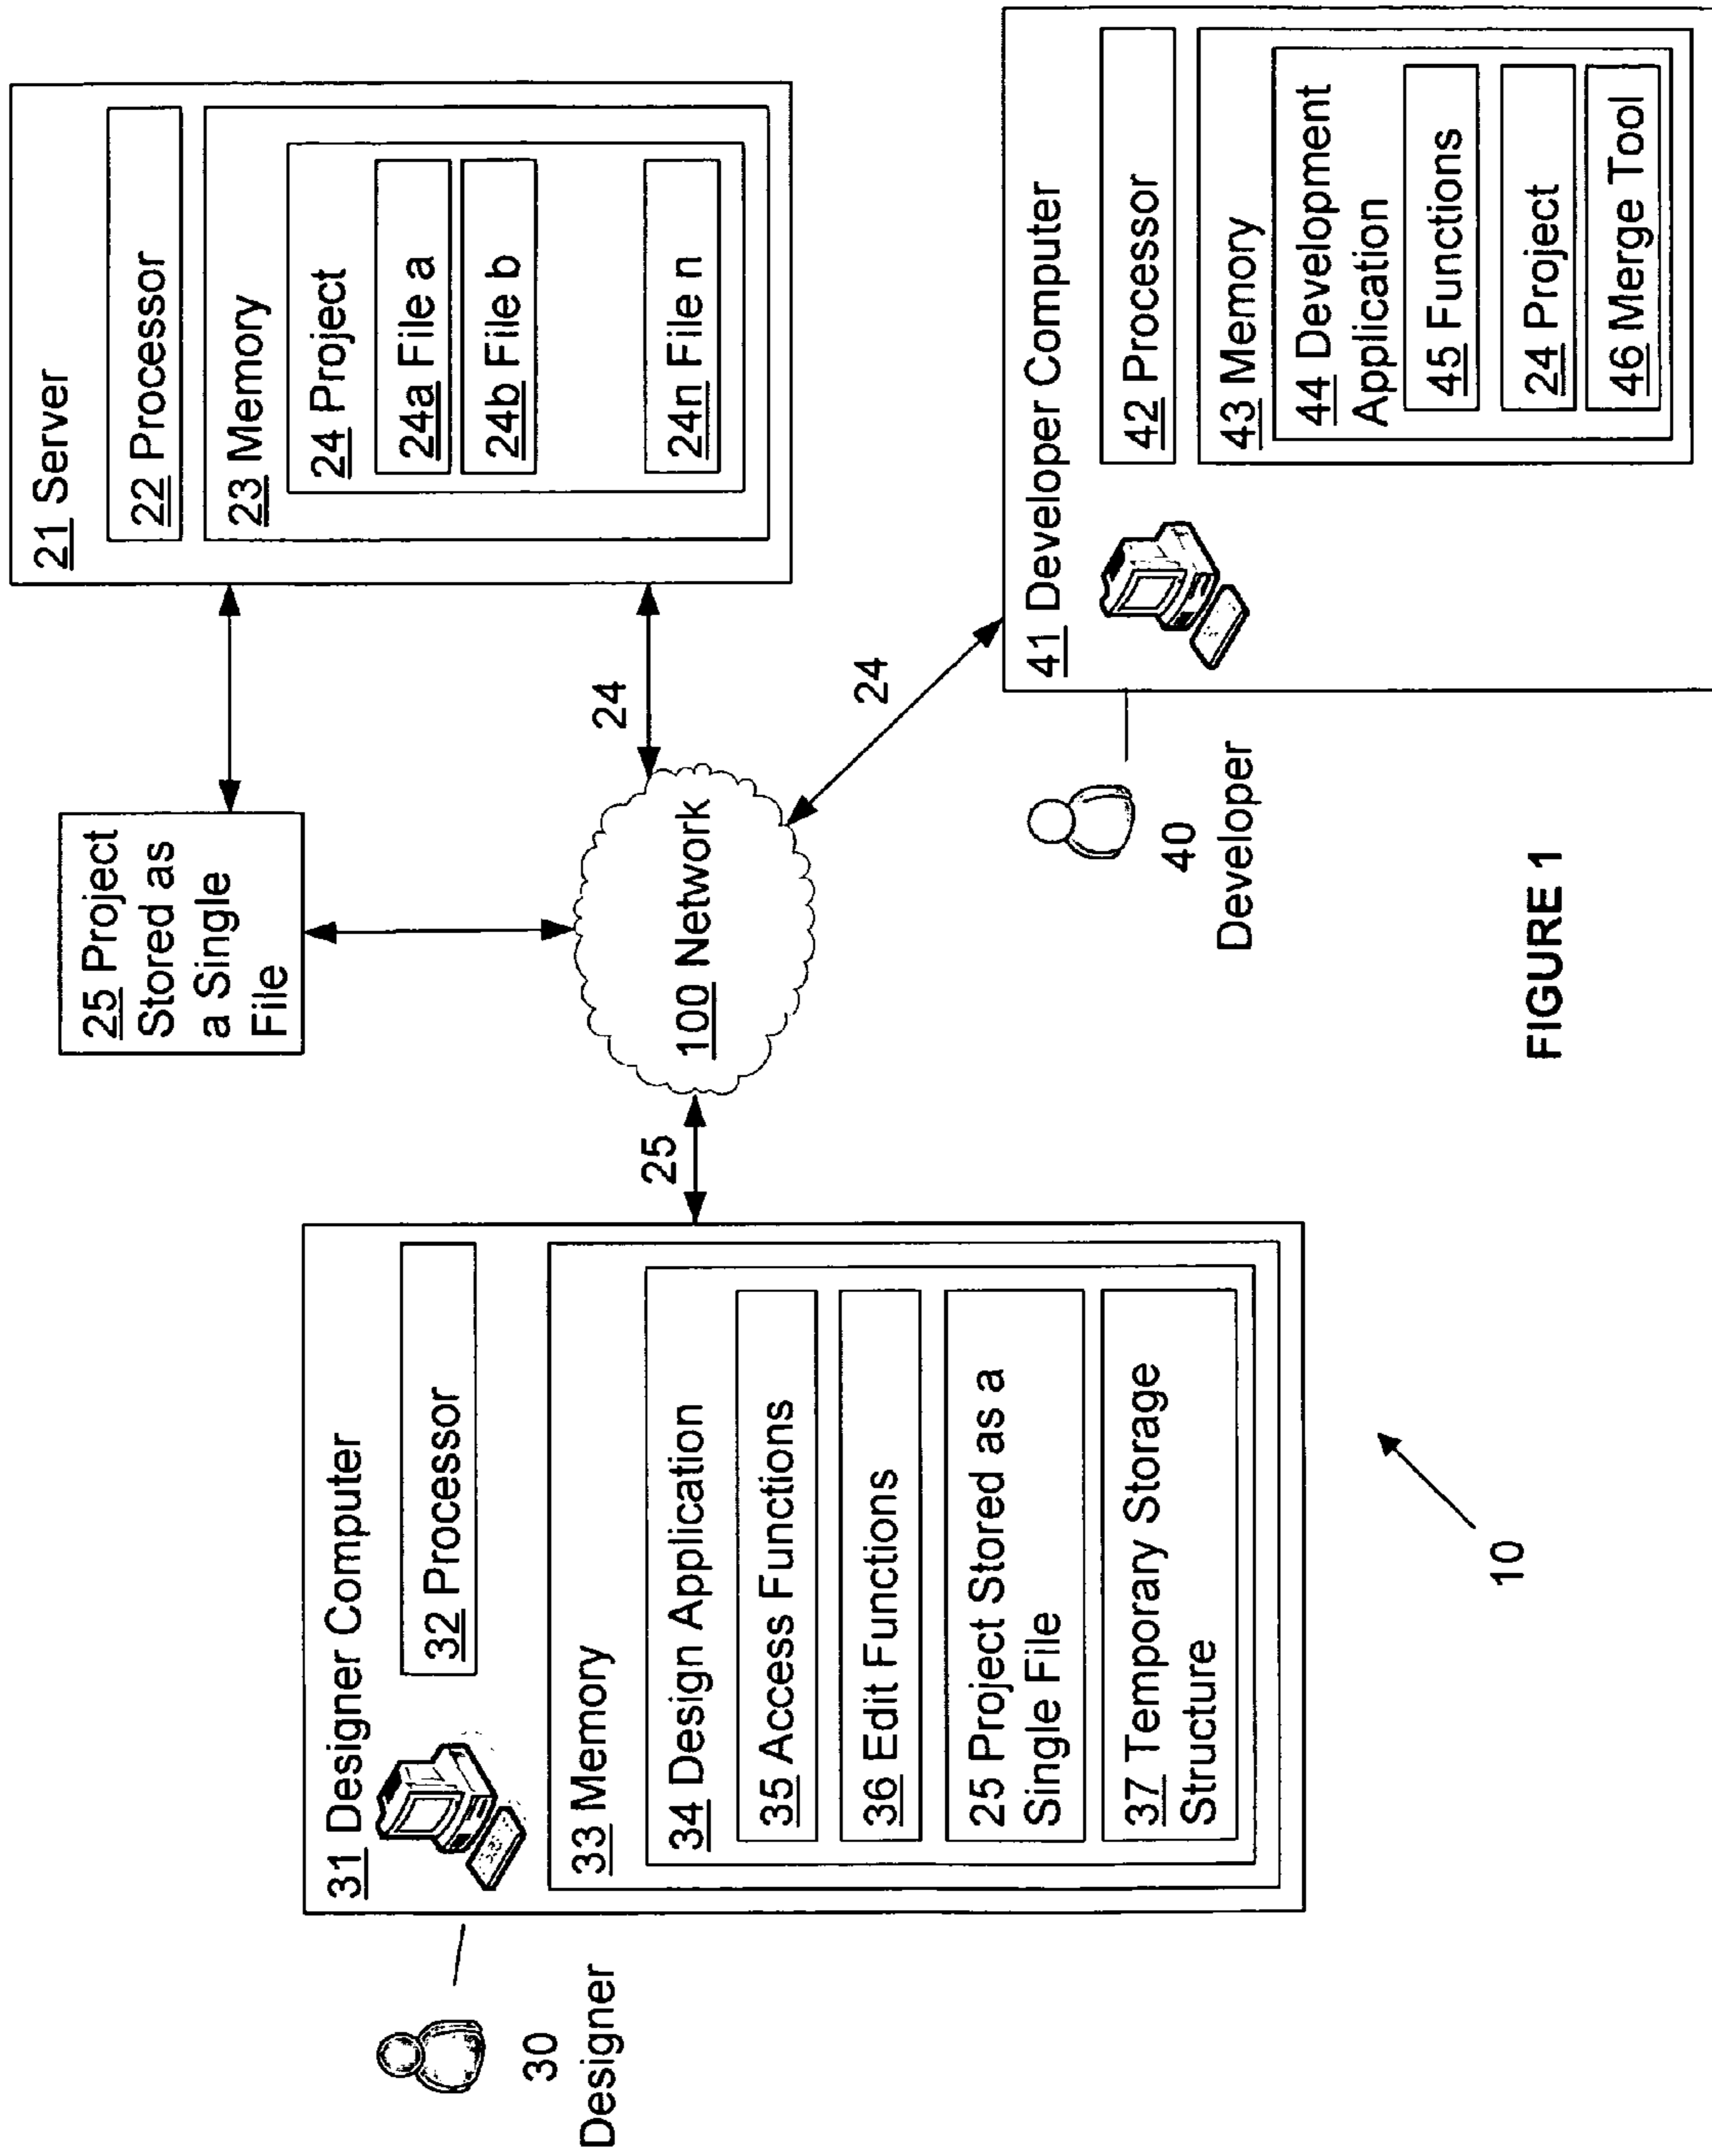 25 Project
Stored as
a Single
File
21 Server
22 Processor
23 Memory
24 Project
24a File a
24b File b
24n File n
24
24
100 Network
25
31 Designer Computer
32 Processor
33 Memory
34 Design Application
35 Access Functions
36 Edit Functions
25 Project Stored as a
Single File
37 Temporary Storage
Structure
30
Designer
41 Developer Computer
42 Processor
43 Memory
44 Development
Application
45 Functions
24 Project
46 Merge Tool
40
Developer
10
FIGURE 1